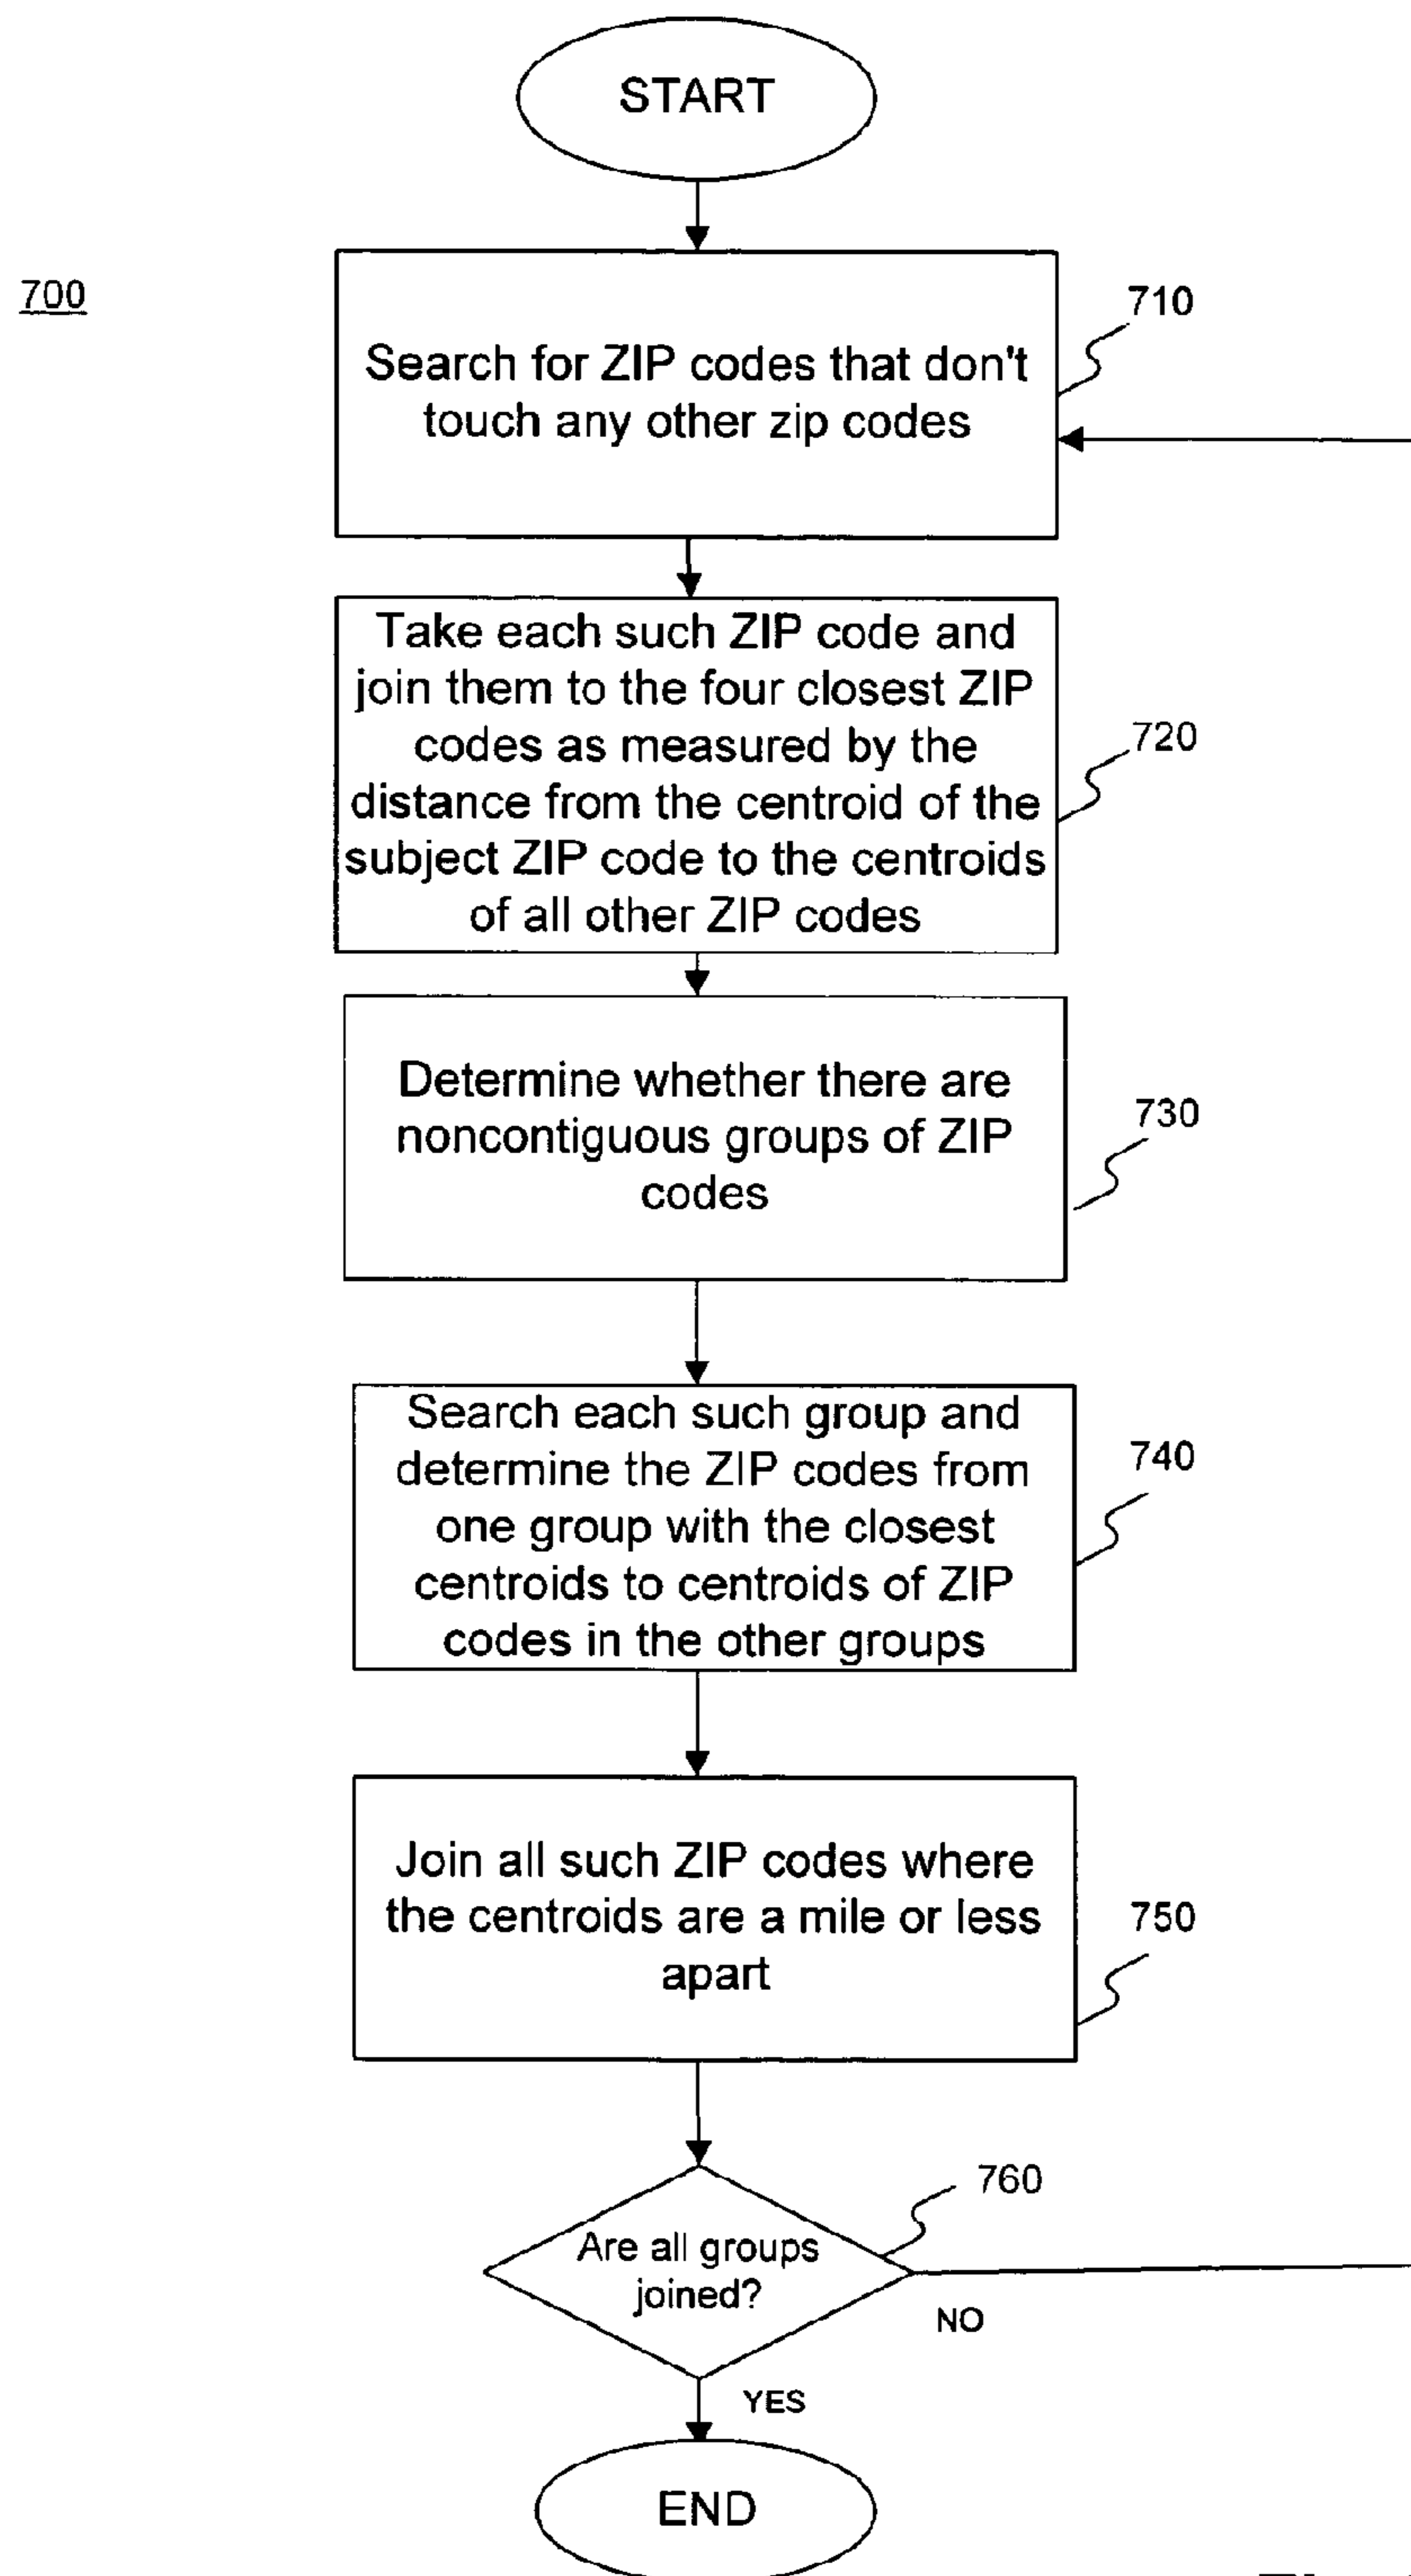 START
700
710
Search for ZIP codes that don't
touch any other zip codes
Take each such ZIP code and
join them to the four closest ZIP
codes as measured by the
distance from the centroid of the
subject ZIP code to the centroids
of all other ZIP codes
720
Determine whether there are
noncontiguous groups of ZIP
codes
730
Search each such group and
determine the ZIP codes from
one group with the closest
centroids to centroids of ZIP
codes in the other groups
740
Join all such ZIP codes where
the centroids are a mile or less
apart
750
760
Are all groups
joined?
NO
YES
END